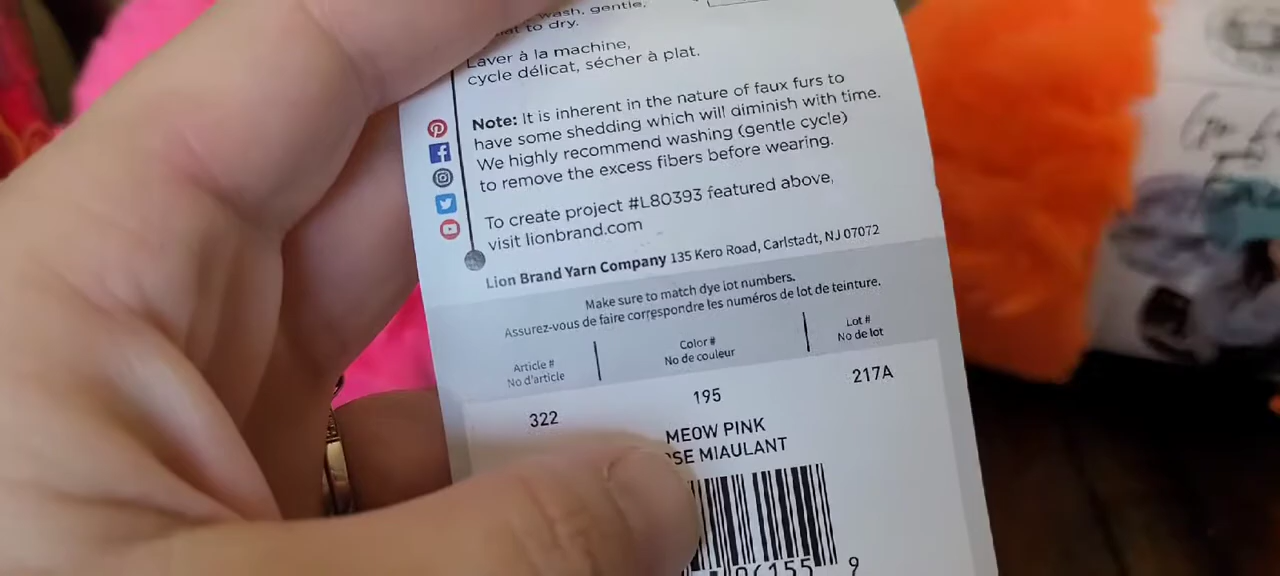 wash, gentle,
to dry.
Laver à la machine,
cycle délicat, sécher à plat.
Note: It is inherent in the nature of faux furs to
have some shedding which will diminish with time.
We highly recommend washing (gentle cycle)
to remove the excess fibers before wearing.
To create project #L80393 featured above,
visit lionbrand.com
Lion Brand Yarn Company 135 Kero Road, Carlstadt, NJ 07072
Make sure to match dye lot numbers.
Assurez-vous de faire correspondre les numéros de lot de teinture.
Article # Color # Lot #
No d'article No de couleur No de lot
322 195 217A
MEOW PINK
MIAULANT
9